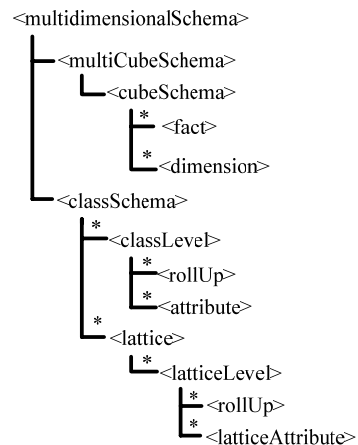 <multidimensionalSchema>
<multiCubeSchema>
<cubeSchema>
*
<fact>
*
<dimension>
<classSchema>
*
<classLevel>
*
<rollUp>
*
<attribute>
*
<lattice>
*
<latticeLevel>
*
<rollUp>
*
<latticeAttribute>